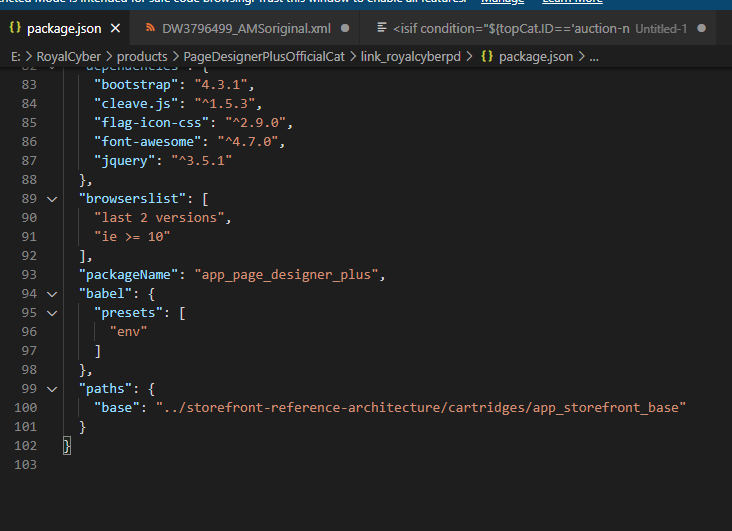 cted Mode is intended for safe code browsing. Trust this window to enable all features. Manage Learn More
{} package.json × DW3796499_AMSoriginal.xml ● <isif condition="${topCat.ID=='auction-n Untitled-1 ●
E: > RoyalCyber > products > PageDesignerPlusOfficialCat > link_royalcyberpd > {} package.json > ...
82 "dependencies": {
83 "bootstrap": "4.3.1",
84 "cleave.js": "^1.5.3",
85 "flag-icon-css": "^2.9.0",
86 "font-awesome": "^4.7.0",
87 "jquery": "^3.5.1"
88 },
89 "browserslist": [
90 "last 2 versions",
91 "ie >= 10"
92 ],
93 "packageName": "app_page_designer_plus",
94 "babel": {
95 "presets": [
96 "env"
97 ]
98 },
99 "paths": {
100 "base": "../storefront-reference-architecture/cartridges/app_storefront_base"
101 }
102 }
103